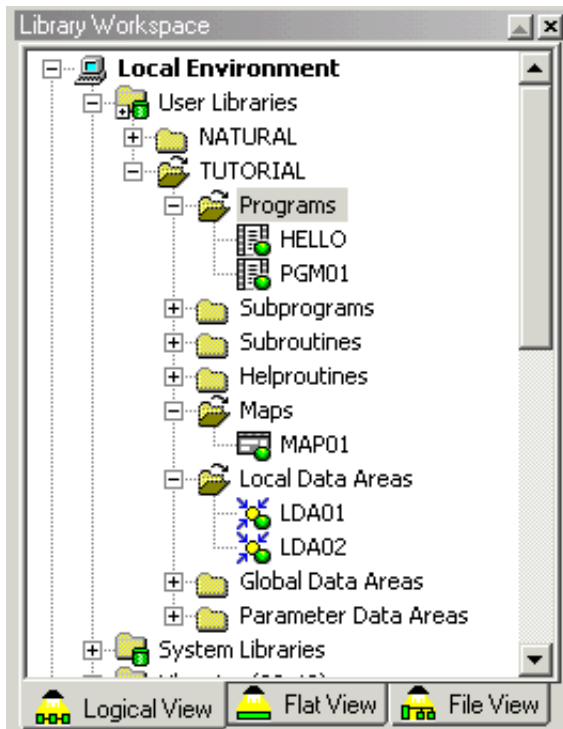 Library Workspace
Local Environment
User Libraries
NATURAL
TUTORIAL
Programs
HELLO
PGM01
Subprograms
Subroutines
Helproutines
Maps
MAP01
Local Data Areas
LDA01
LDA02
Global Data Areas
Parameter Data Areas
System Libraries
Logical View
Flat View
File View